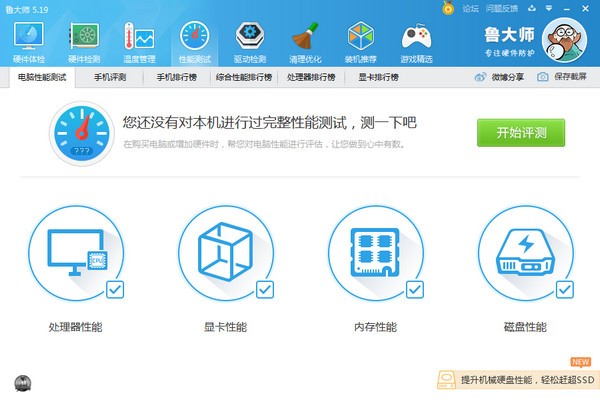 鲁大师 5.19
论坛 问题反馈
硬件体检 硬件检测 温度管理 性能测试 驱动检测 清理优化 装机推荐 游戏精选
鲁大师
专注硬件防护
电脑性能测试 手机评测 手机排行榜 综合性能排行榜 处理器排行榜 显卡排行榜 微博分享 保存截屏
您还没有对本机进行过完整性能测试，测一下吧
在购买电脑或增加硬件时，帮您对电脑性能进行评估，让您做到心中有数。
???
开始评测
CPU
处理器性能 显卡性能 内存性能 磁盘性能
NEW
提升机械硬盘性能，轻松赶超SSD